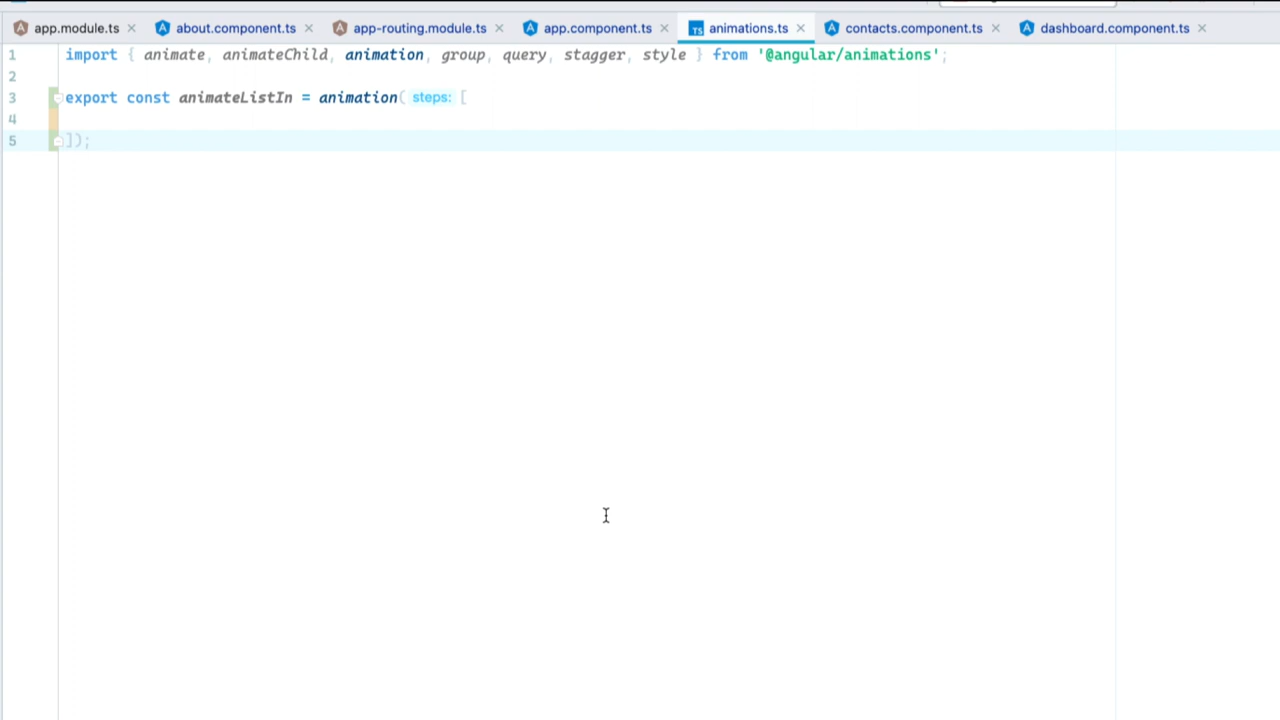 app.module.ts about.component.ts app-routing.module.ts app.component.ts TS animations.ts contacts.component.ts dashboard.component.ts
1 import { animate, animateChild, animation, group, query, stagger, style } from '@angular/animations';
2
3 export const animateListIn = animation( steps: [
4
5 ]);